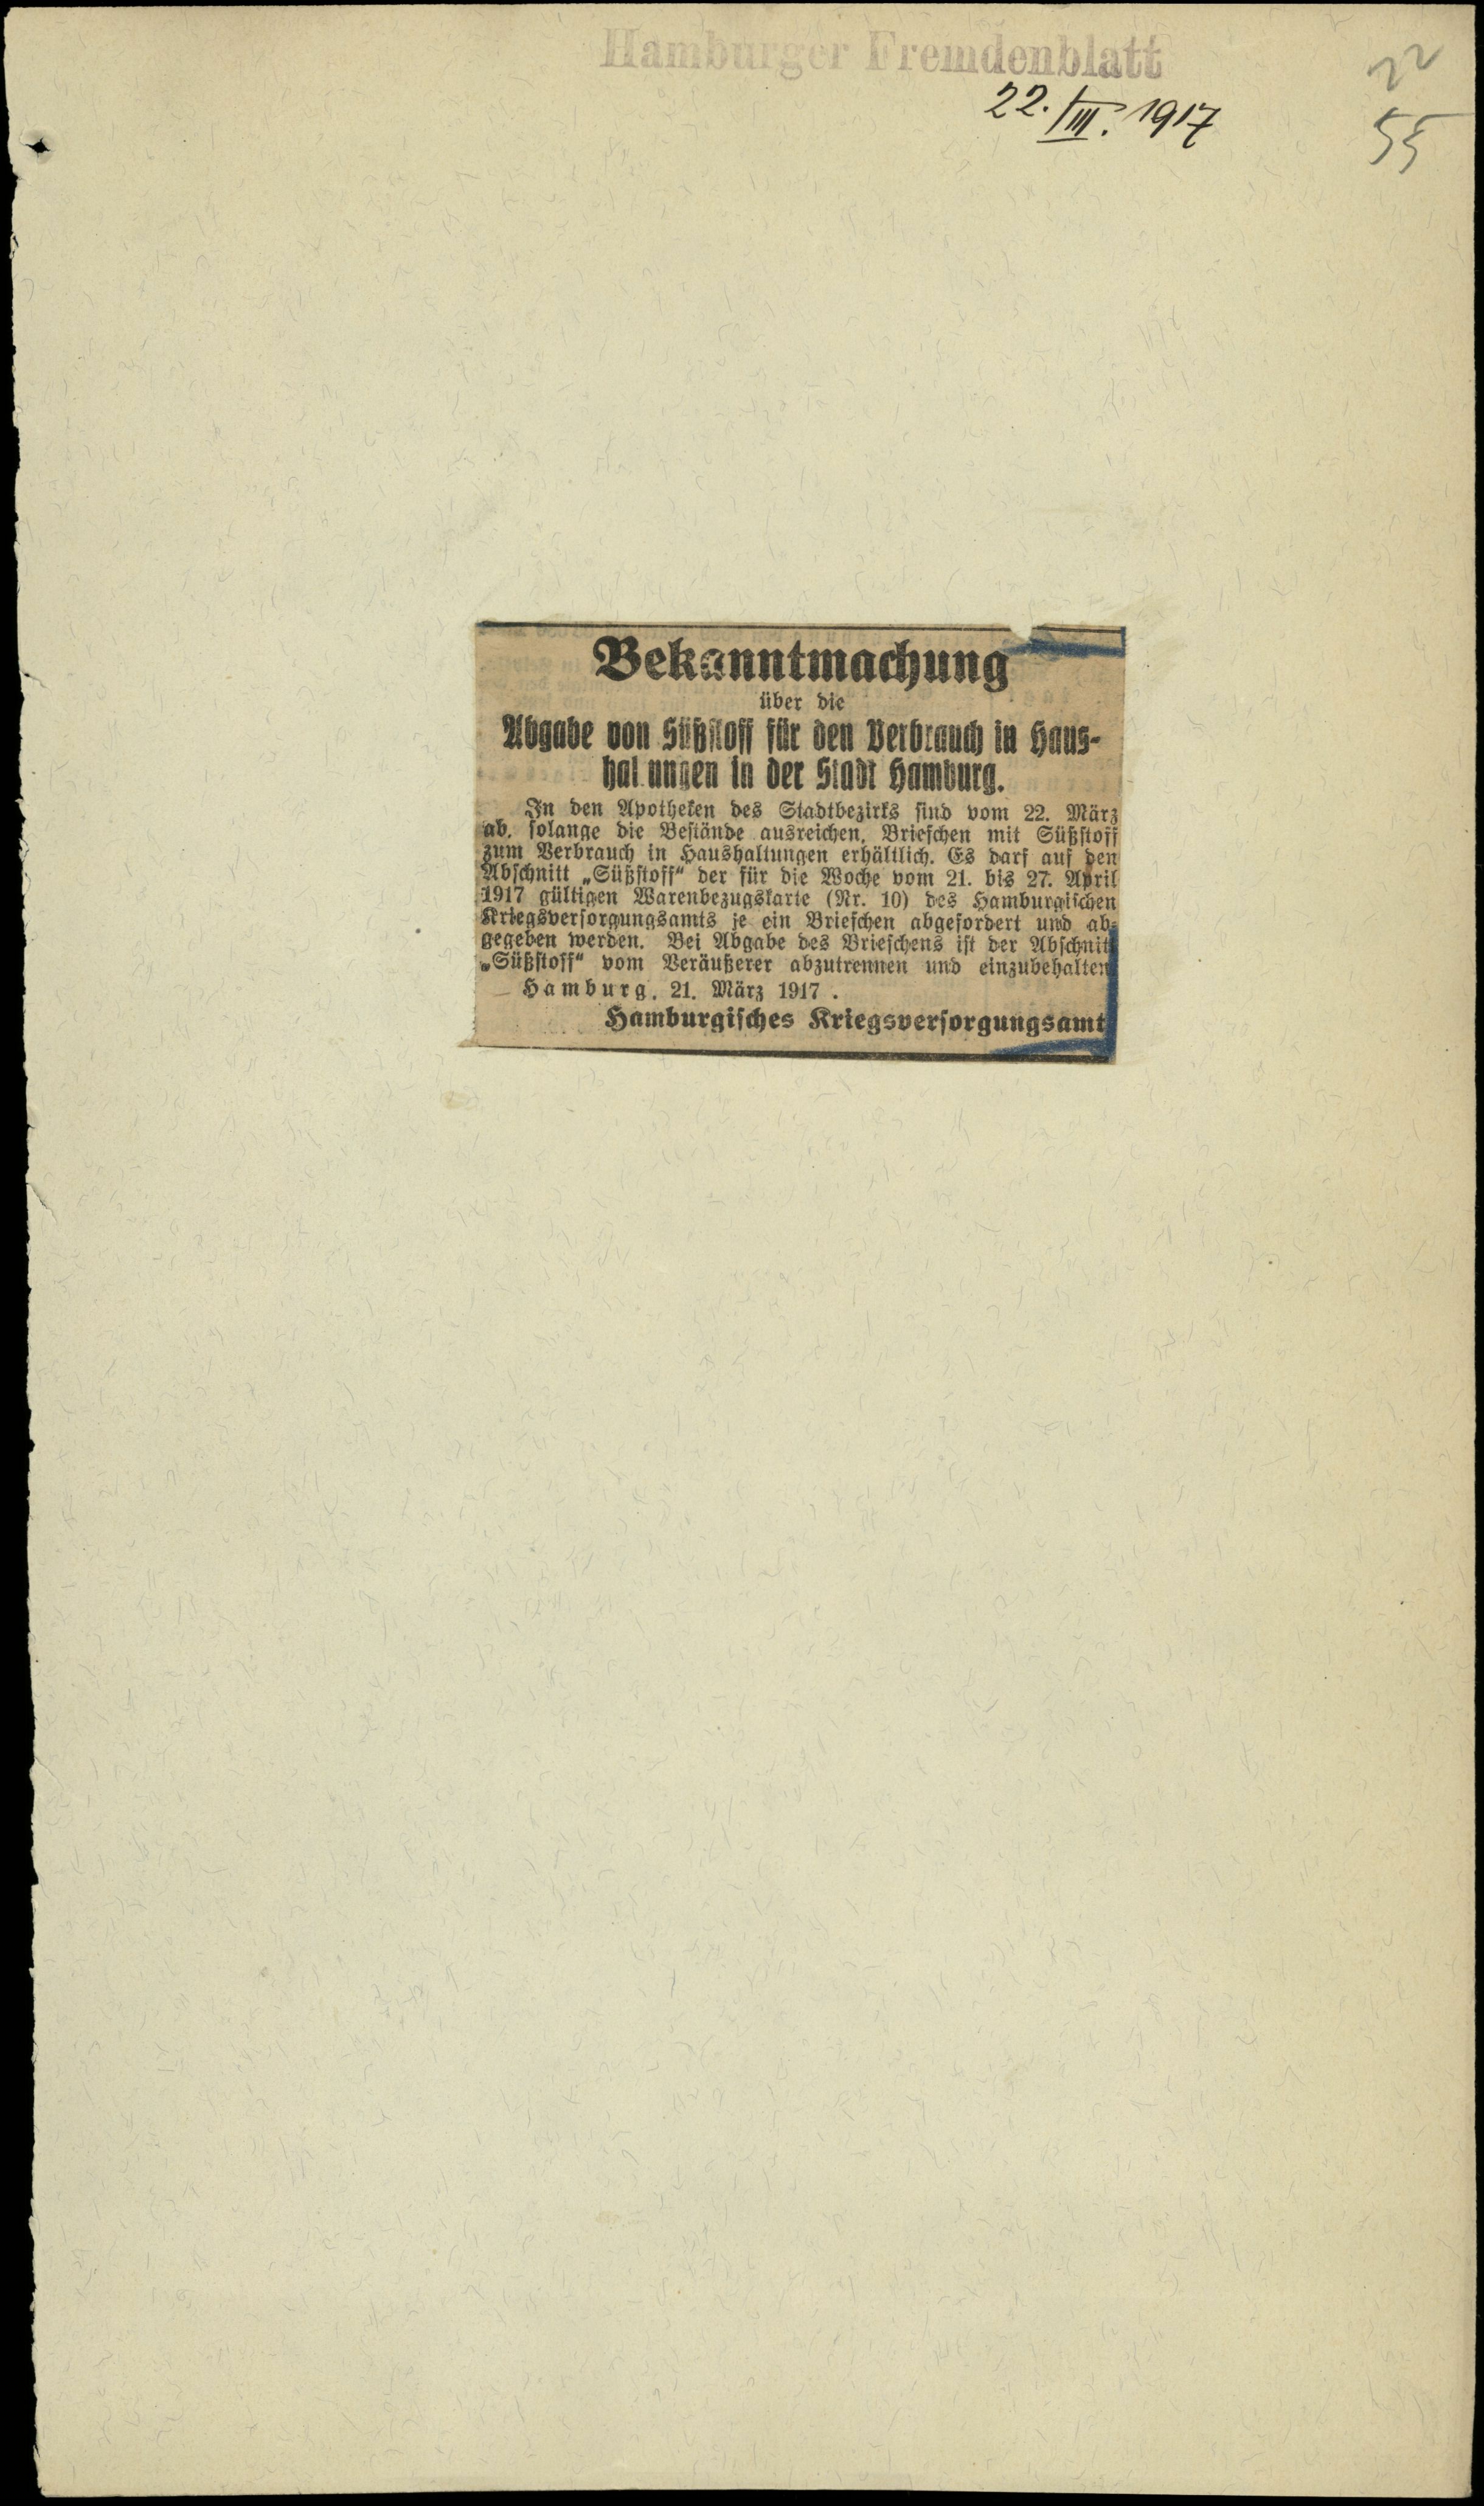 Hamburger Fremdenblatt
22. III. 1917
22
55
Bekanntmachung
über die
Abgabe von Süßstoff für den Verbrauch in Haus-
hal ungen in der Stadt Hamburg.
In den Apotheken des Stadtbezirks sind vom 22. März
ab, solange die Bestände ausreichen, Briefchen mit Süßstoff
zum Verbrauch in Haushaltungen erhältlich. Es darf auf den
Abschnitt „Süßstoff“ der für die Woche vom 21. bis 27. April
1917 gültigen Warenbezugskarte (Nr. 10) des Hamburgischen
Kriegsversorgungsamts je ein Briefchen abgefordert und ab-
gegeben werden. Bei Abgabe des Briefchens ist der Abschnitt
„Süßstoff“ vom Veräußerer abzutrennen und einzubehalten
Hamburg, 21. März 1917 .
Hamburgisches Kriegsversorgungsamt